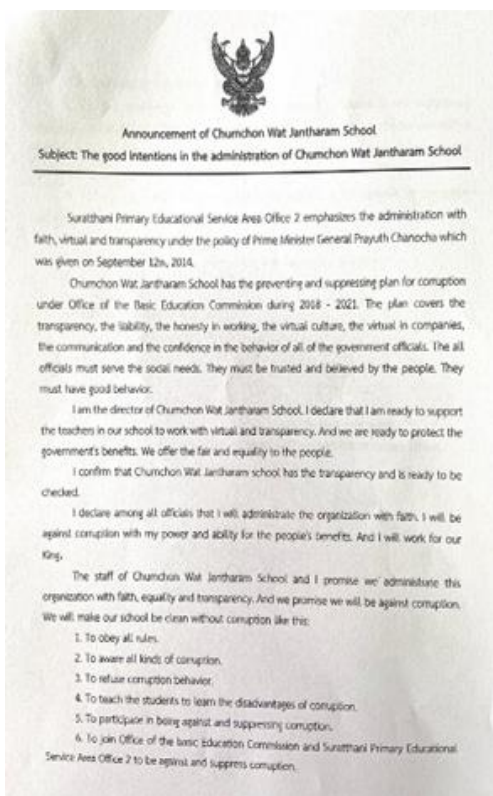 Announcement of Chumchon Wat Jantharam School
Subject: The good intentions in the administration of Chumchon Wat Jantharam School
Suratthani Primary Educational Service Area Office 2 emphasizes the administration with
faith, virtual and transparency under the policy of Prime Minister General Prayuth Chanocha which
was given on September 12n, 2014.
Chumchon Wat Jantharam School has the preventing and suppressing plan for corruption
under Office of the Basic Education Commission during 2018 - 2021. The plan covers the
transparency, the liability, the honesty in working, the virtual culture, the virtual in companies,
the communication and the confidence in the behavior of all of the government officials. The all
officials must serve the social needs. They must be trusted and believed by the people. They
must have good behavior.
I am the director of Chumchon Wat Jantharam School. I declare that I am ready to support
the teachers in our school to work with virtual and transparency. And we are ready to protect the
government's benefits. We offer the fair and equality to the people.
I confirm that Chumchon Wat Jantharam school has the transparency and is ready to be
checked.
I declare among all officials that I will administrate the organization with faith. I will be
against corruption with my power and ability for the people's benefits. And I will work for our
King.
The staff of Chumchon Wat Jantharam School and I promise we administrate this
organization with faith, equality and transparency. And we promise we will be against corruption.
We will make our school be clean without corruption like this:
1. To obey all rules.
2. To aware all kinds of corruption.
3. To refuse corruption behavior.
4. To teach the students to learn the disadvantages of corruption.
5. To participate in being against and suppressing corruption.
6. To join Office of the Basic Education Commission and Suratthani Primary Educational
Service Area Office 2 to be against and suppress corruption.